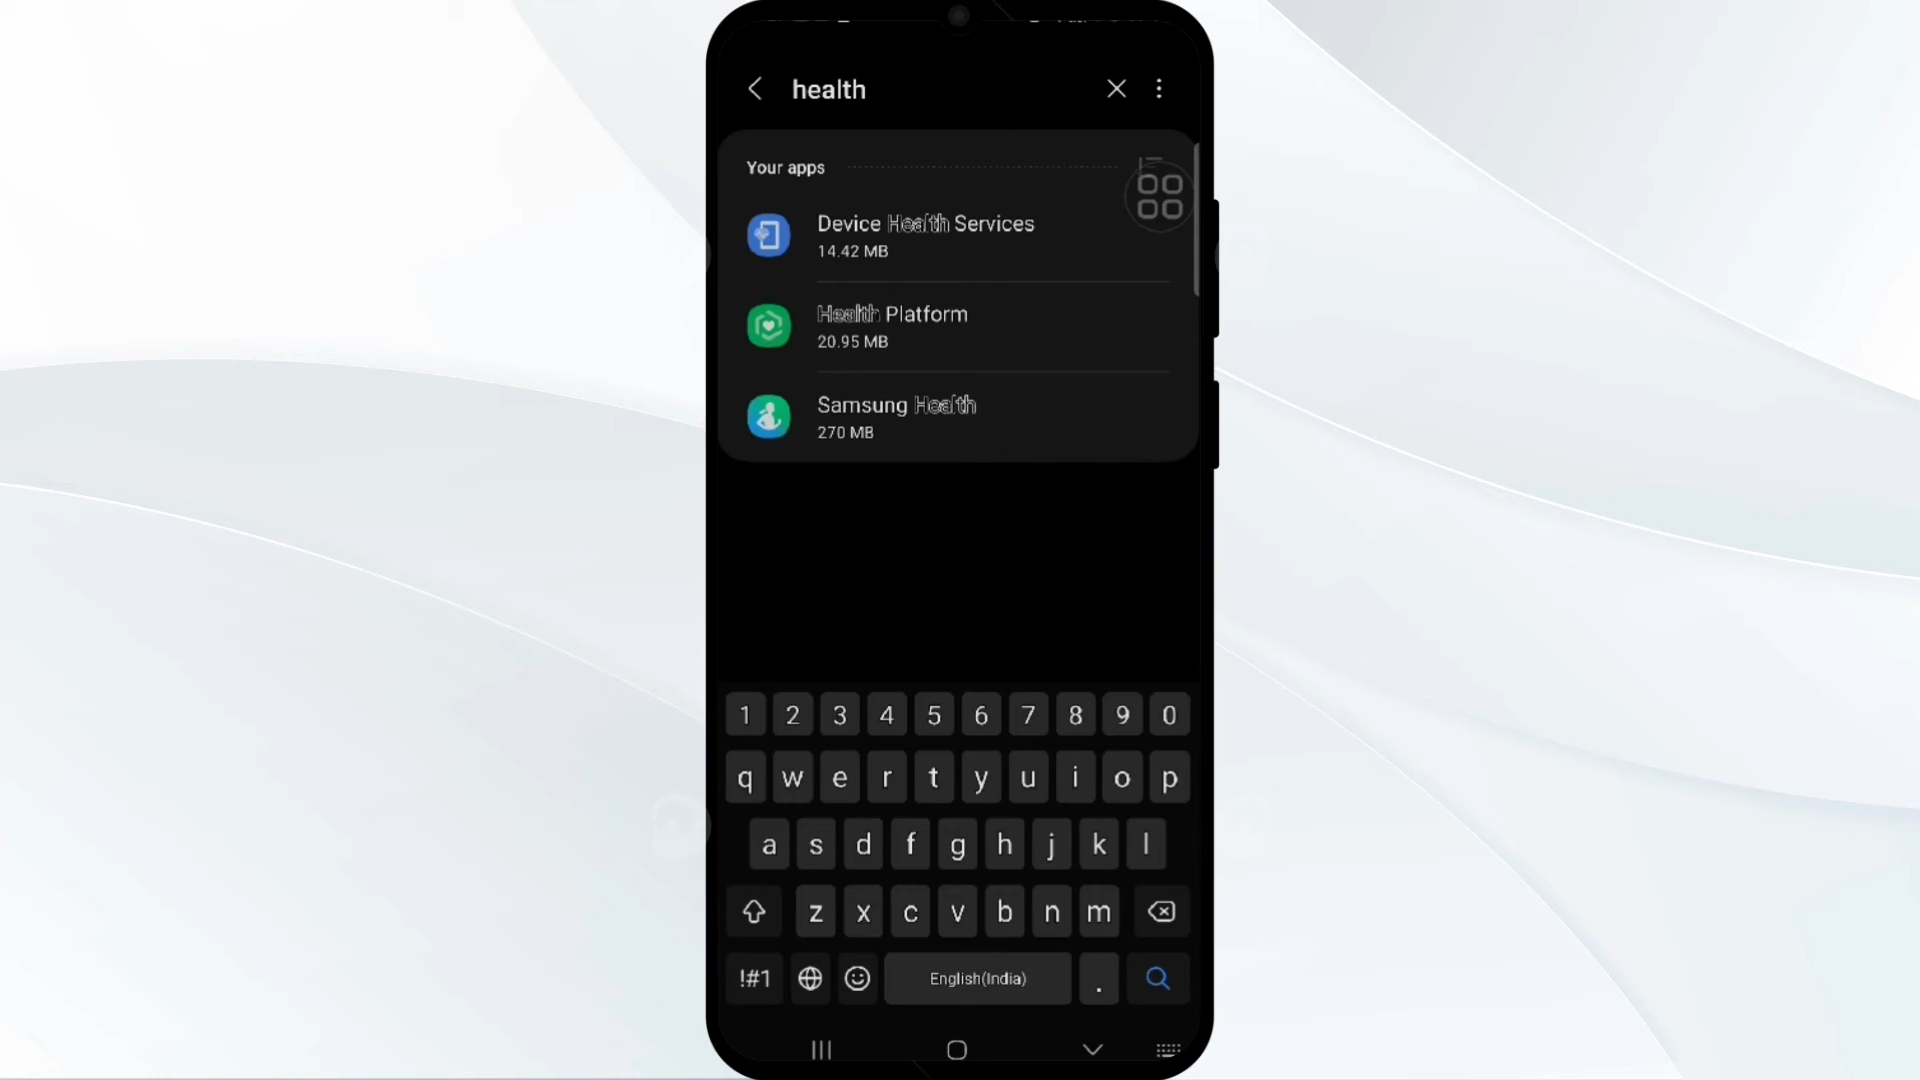 health
Your apps
Device Health Services
14.42 MB
Health Platform
20.95 MB
Samsung Health
270 MB
1 2 3 4 5 6 7 8 9 0
q w e r t y u i o p
a s d f g h j k l
z x c v b n m
!#1 English(India) .